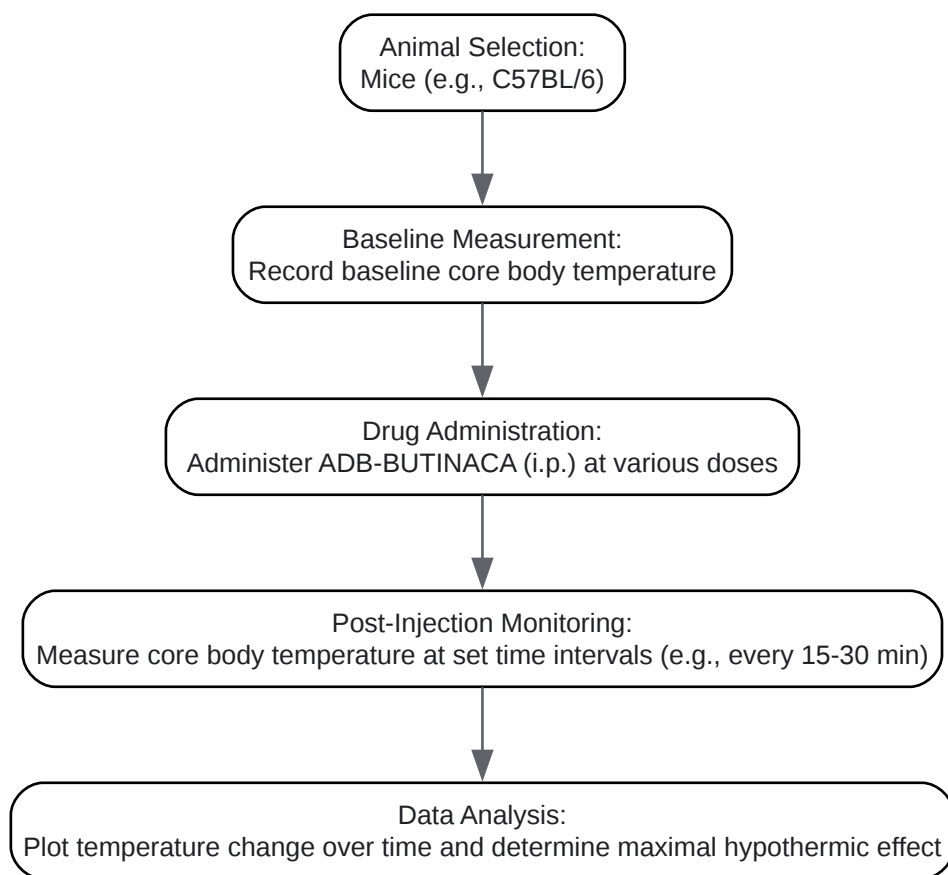 Animal Selection:
Mice (e.g., C57BL/6)
Baseline Measurement:
Record baseline core body temperature
Drug Administration:
Administer ADB-BUTINACA (i.p.) at various doses
Post-Injection Monitoring:
Measure core body temperature at set time intervals (e.g., every 15-30 min)
Data Analysis:
Plot temperature change over time and determine maximal hypothermic effect